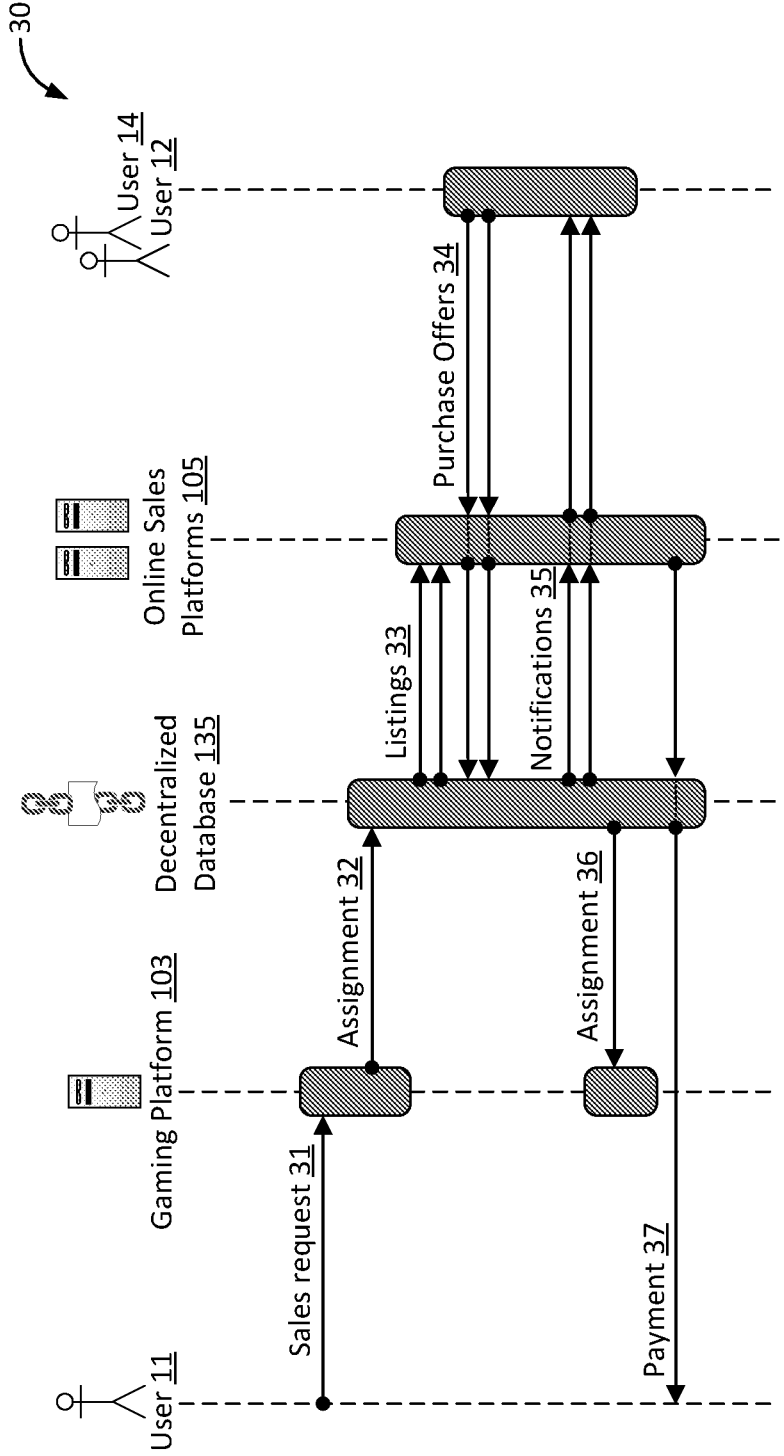 30
User 11
Gaming Platform 103
Decentralized
Database 135
Online Sales
Platforms 105
User 14
User 12
Sales request 31
Assignment 32
Listings 33
Purchase Offers 34
Notifications 35
Assignment 36
Payment 37